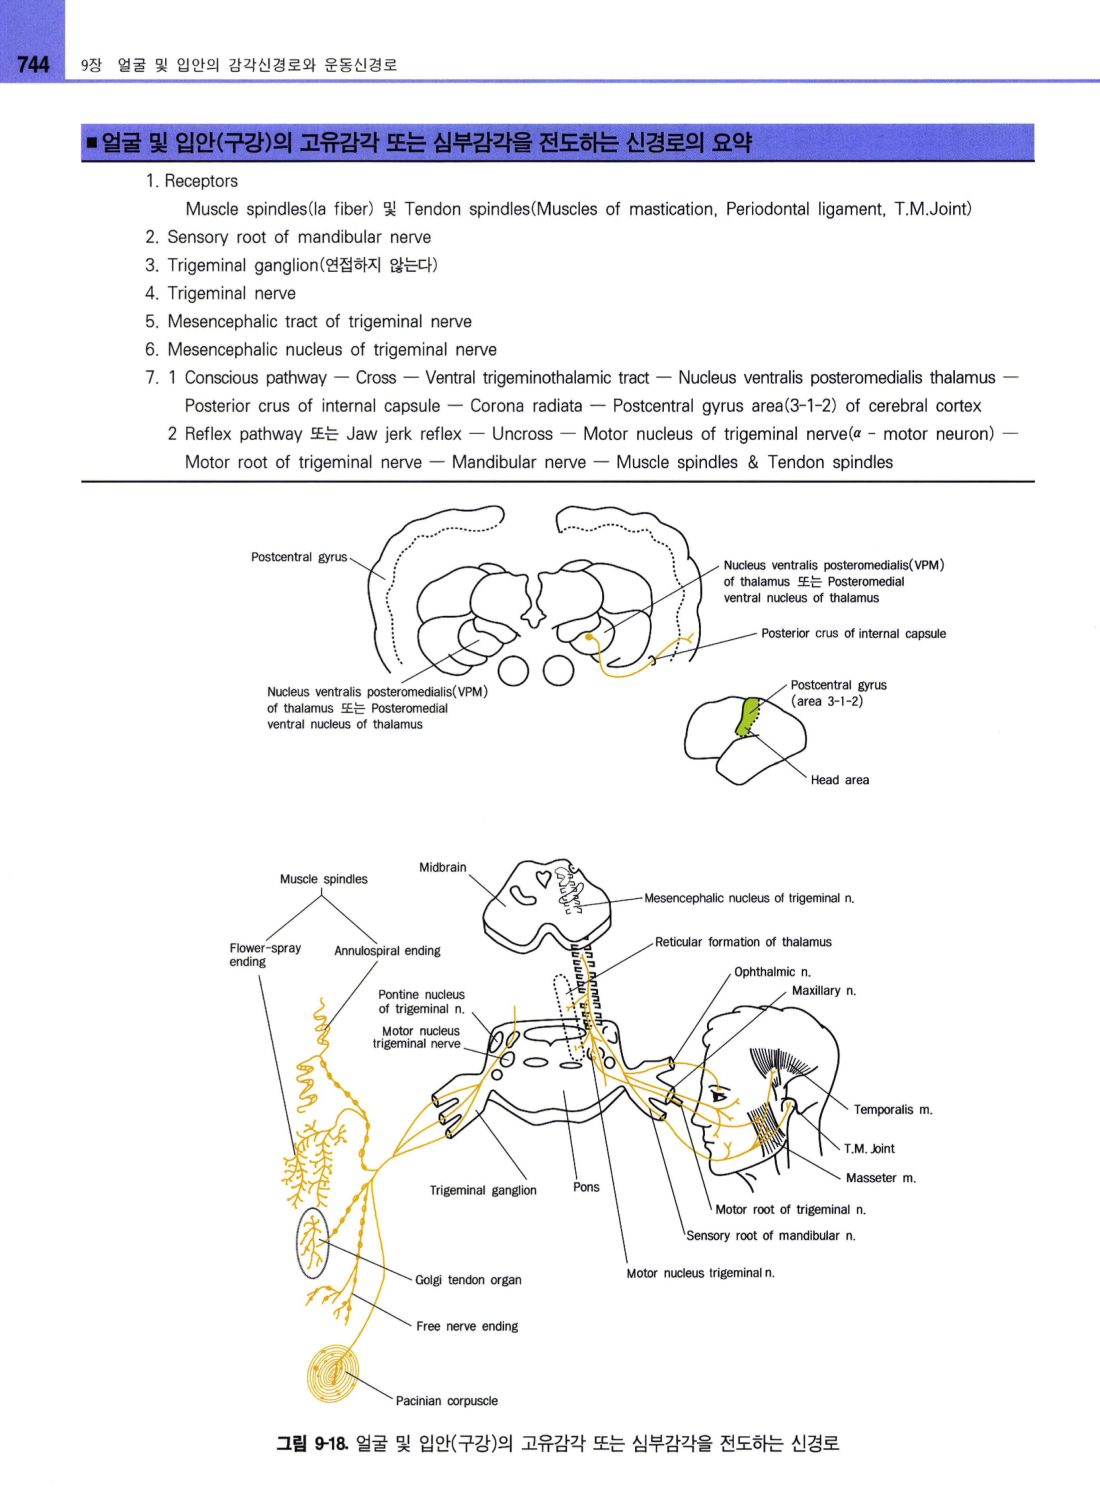 744 9장 얼굴 및 입안의 감각신경로와 운동신경로
■ 얼굴 및 입안(구강)의 고유감각 또는 심부감각을 전도하는 신경로의 요약
1. Receptors
Muscle spindles(Ia fiber) 및 Tendon spindles(Muscles of mastication, Periodontal ligament, T.M.Joint)
2. Sensory root of mandibular nerve
3. Trigeminal ganglion(연접하지 않는다)
4. Trigeminal nerve
5. Mesencephalic tract of trigeminal nerve
6. Mesencephalic nucleus of trigeminal nerve
7. 1 Conscious pathway — Cross — Ventral trigeminothalamic tract — Nucleus ventralis posteromedialis thalamus —
Posterior crus of internal capsule — Corona radiata — Postcentral gyrus area(3-1-2) of cerebral cortex
2 Reflex pathway 또는 Jaw jerk reflex — Uncross — Motor nucleus of trigeminal nerve(α - motor neuron) —
Motor root of trigeminal nerve — Mandibular nerve — Muscle spindles & Tendon spindles
Postcentral gyrus
Nucleus ventralis posteromedialis(VPM)
of thalamus 또는 Posteromedial
ventral nucleus of thalamus
Posterior crus of internal capsule
Nucleus ventralis posteromedialis(VPM)
of thalamus 또는 Posteromedial
ventral nucleus of thalamus
Postcentral gyrus
(area 3-1-2)
Head area
Midbrain
Muscle spindles
Mesencephalic nucleus of trigeminal n.
Flower-spray
ending
Annulospiral ending
Reticular formation of thalamus
Ophthalmic n.
Maxillary n.
Pontine nucleus
of trigeminal n.
Motor nucleus
trigeminal nerve
Temporalis m.
T.M. Joint
Masseter m.
Trigeminal ganglion
Pons
Motor root of trigeminal n.
Sensory root of mandibular n.
Motor nucleus trigeminal n.
Golgi tendon organ
Free nerve ending
Pacinian corpuscle
그림 9-18. 얼굴 및 입안(구강)의 고유감각 또는 심부감각을 전도하는 신경로